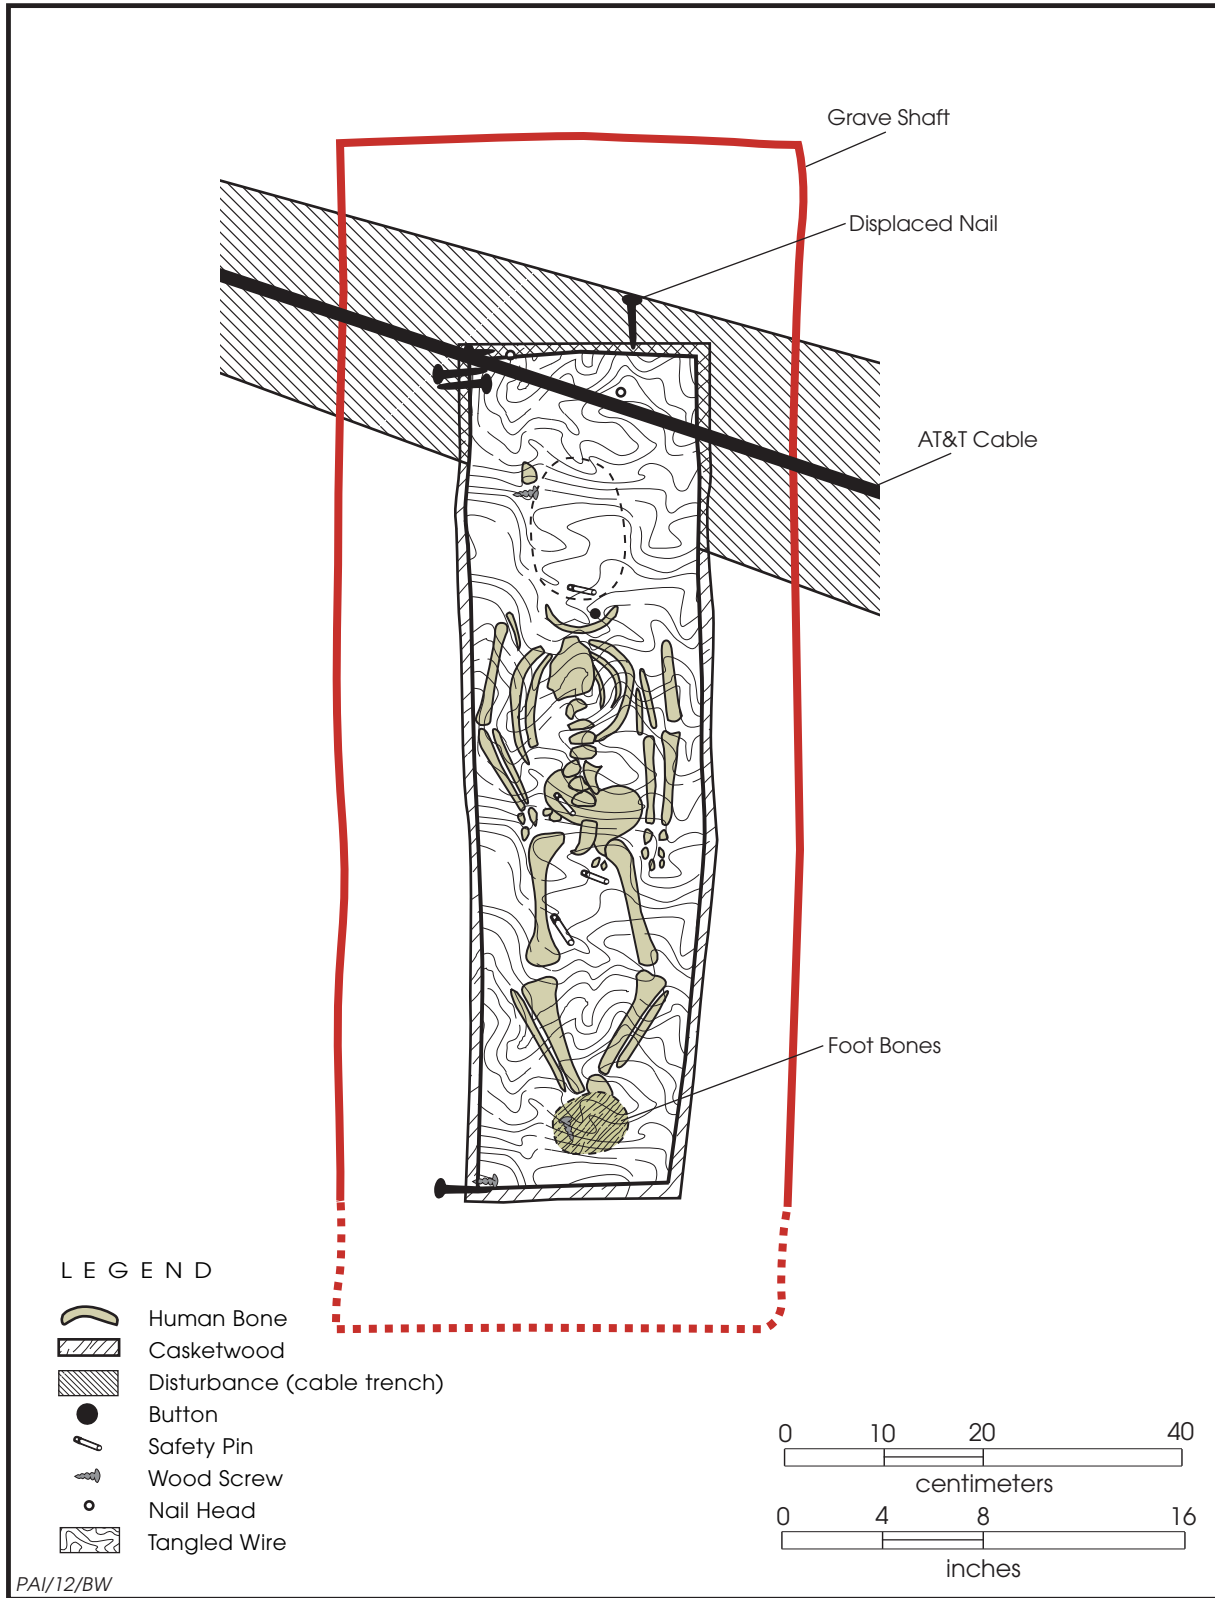 Grave Shaft
Displaced Nail
AT&T Cable
Foot Bones
LEGEND
Human Bone
Casketwood
Disturbance (cable trench)
Button
Safety Pin
Wood Screw
Nail Head
Tangled Wire
0 10 20 40
centimeters
0 4 8 16
inches
PAI/12/BW